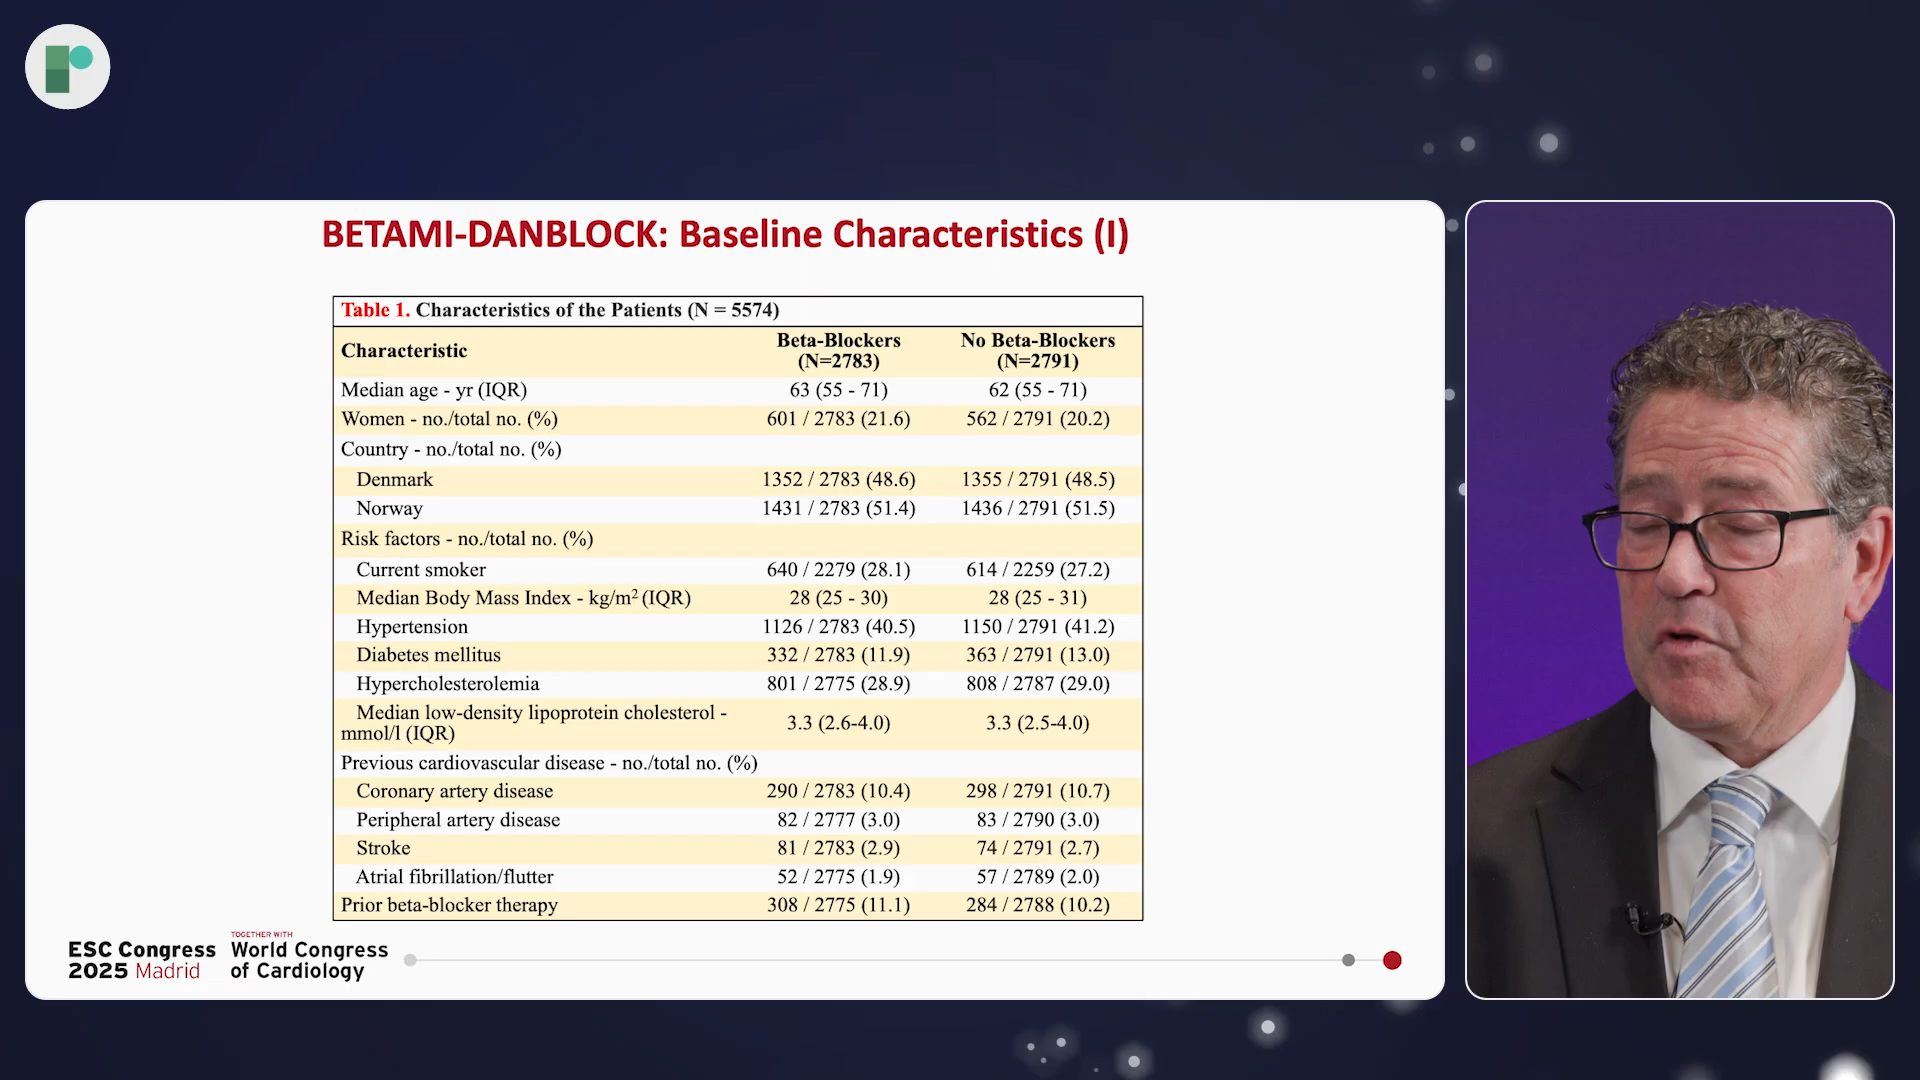 BETAMI-DANBLOCK: Baseline Characteristics (I)
Table 1. Characteristics of the Patients (N = 5574)
Characteristic Beta-Blockers (N=2783) No Beta-Blockers (N=2791)
Median age - yr (IQR) 63 (55 - 71) 62 (55 - 71)
Women - no./total no. (%) 601 / 2783 (21.6) 562 / 2791 (20.2)
Country - no./total no. (%)
Denmark 1352 / 2783 (48.6) 1355 / 2791 (48.5)
Norway 1431 / 2783 (51.4) 1436 / 2791 (51.5)
Risk factors - no./total no. (%)
Current smoker 640 / 2279 (28.1) 614 / 2259 (27.2)
Median Body Mass Index - kg/m² (IQR) 28 (25 - 30) 28 (25 - 31)
Hypertension 1126 / 2783 (40.5) 1150 / 2791 (41.2)
Diabetes mellitus 332 / 2783 (11.9) 363 / 2791 (13.0)
Hypercholesterolemia 801 / 2775 (28.9) 808 / 2787 (29.0)
Median low-density lipoprotein cholesterol -
mmol/l (IQR) 3.3 (2.6-4.0) 3.3 (2.5-4.0)
Previous cardiovascular disease - no./total no. (%)
Coronary artery disease 290 / 2783 (10.4) 298 / 2791 (10.7)
Peripheral artery disease 82 / 2777 (3.0) 83 / 2790 (3.0)
Stroke 81 / 2783 (2.9) 74 / 2791 (2.7)
Atrial fibrillation/flutter 52 / 2775 (1.9) 57 / 2789 (2.0)
Prior beta-blocker therapy 308 / 2775 (11.1) 284 / 2788 (10.2)
ESC Congress
2025 Madrid
TOGETHER WITH
World Congress
of Cardiology